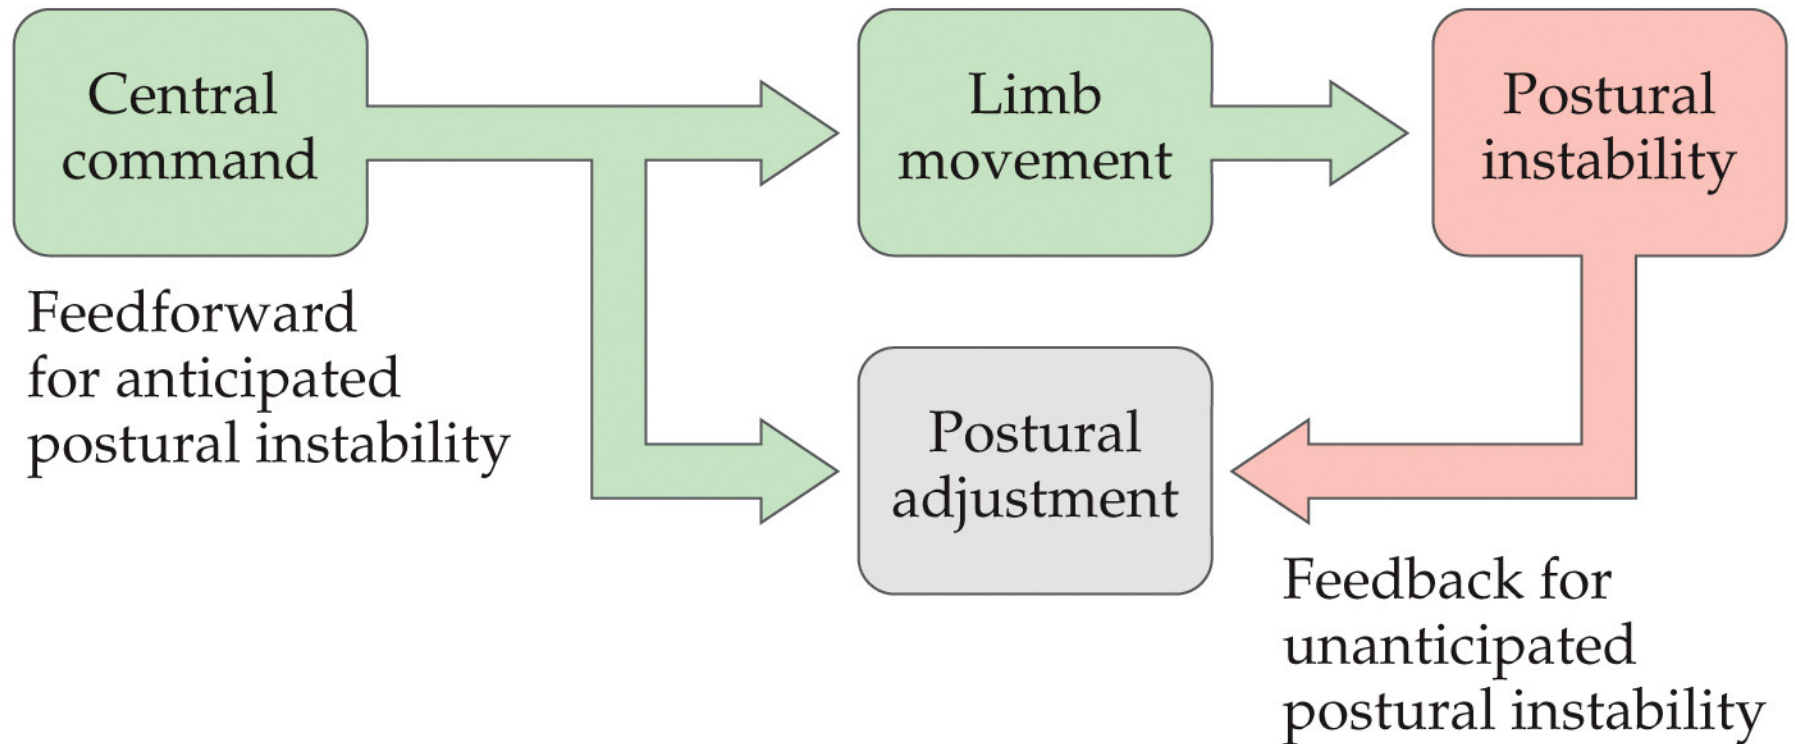 Central
command
Limb
movement
Postural
instability
Feedforward
for anticipated
postural instability
Postural
adjustment
Feedback for
unanticipated
postural instability